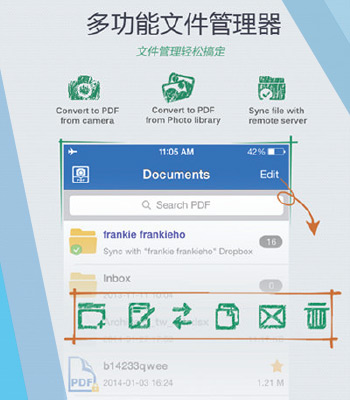 多功能文件管理器
文件管理轻松搞定
Convert to PDF
from camera
Convert to PDF
from Photo library
Sync file with
remote server
11:05 AM
42%
Documents
Edit
Search PDF
frankie frankieho
Sync with "frankie frankieho" Dropbox
16
Inbox
0
b14233qwee
2014-01-03 16:24
1.21 M
PDF